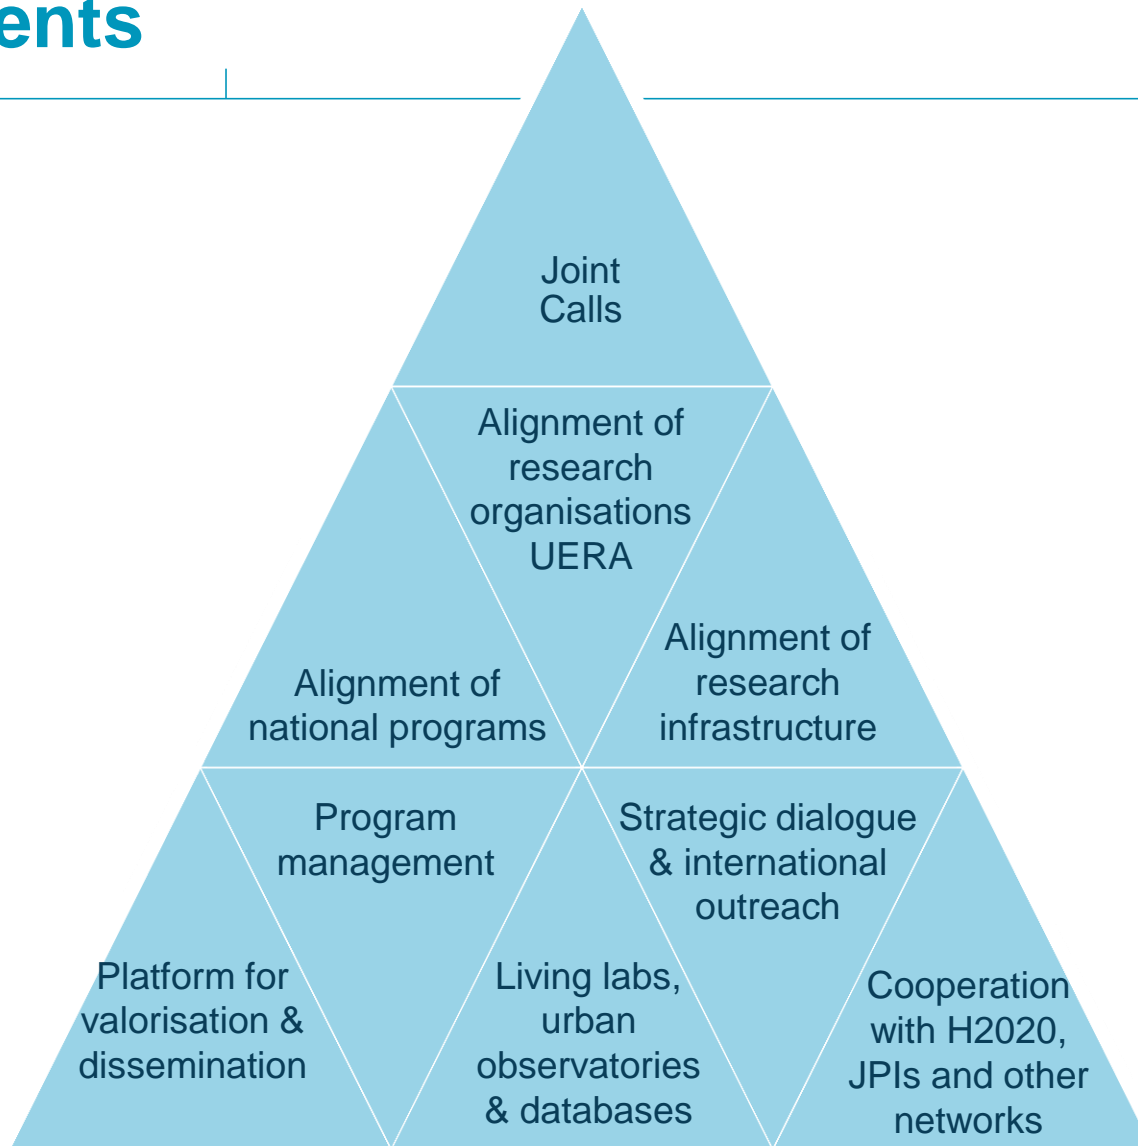 ents
Joint
Calls
Alignment of
research
organisations
UERA
Alignment of
national programs
Alignment of
research
infrastructure
Program
management
Strategic dialogue
& international
outreach
Platform for
valorisation &
dissemination
Living labs,
urban
observatories
& databases
Cooperation
with H2020,
JPIs and other
networks